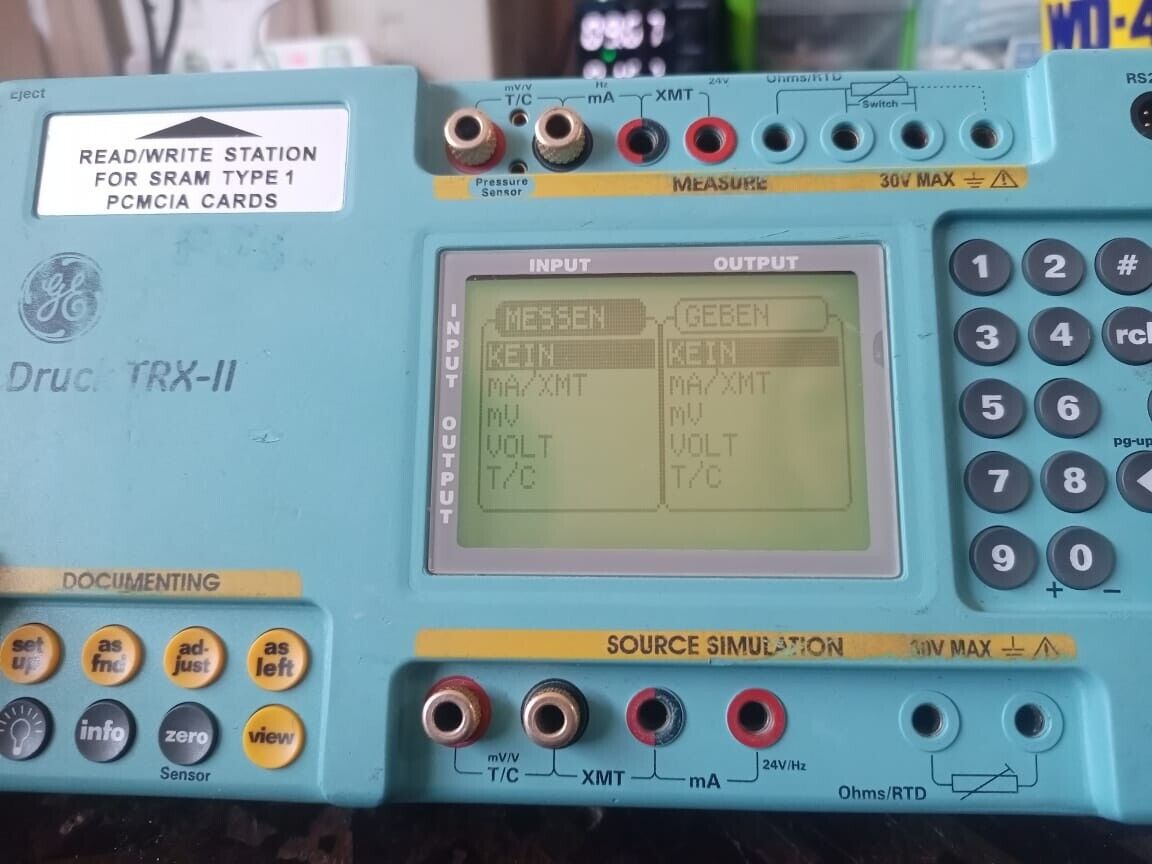 Eject
READ/WRITE STATION
FOR SRAM TYPE 1
PCMCIA CARDS
GE
Druck TRX-II
WD-4
mV/V
T/C
Hz
mA
XMT
24V
Ohms/RTD
Switch
RS2
Pressure
Sensor
MEASURE
30V MAX
INPUT OUTPUT
INPUT OUTPUT
MESSEN GEBEN
KEIN KEIN
mA/XMT mA/XMT
mV mV
VOLT VOLT
T/C T/C
1 2 #
3 4 rcl
5 6
pg-up
7 8
9 0
+ −
DOCUMENTING
set up
as fnd
ad-just
as left
info
zero
view
Sensor
SOURCE SIMULATION
30V MAX
mV/V
T/C
XMT
mA
24V/Hz
Ohms/RTD